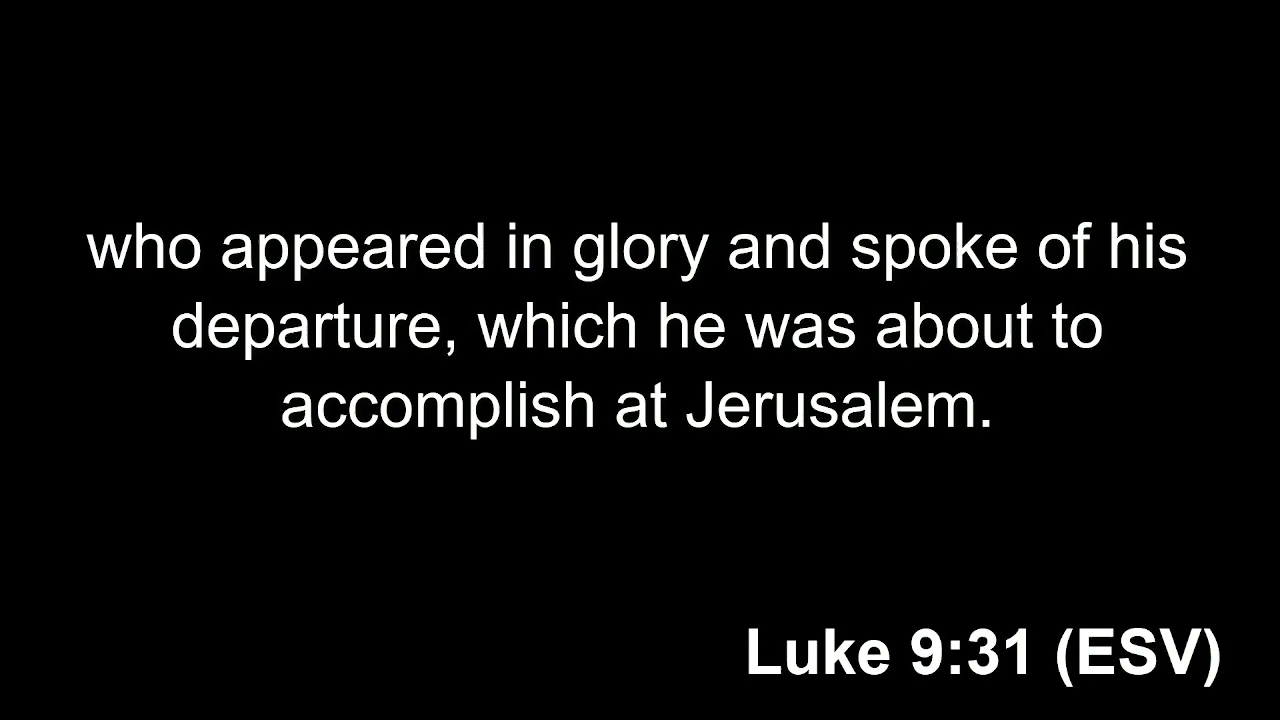 who appeared in glory and spoke of his
departure, which he was about to
accomplish at Jerusalem.
Luke 9:31 (ESV)